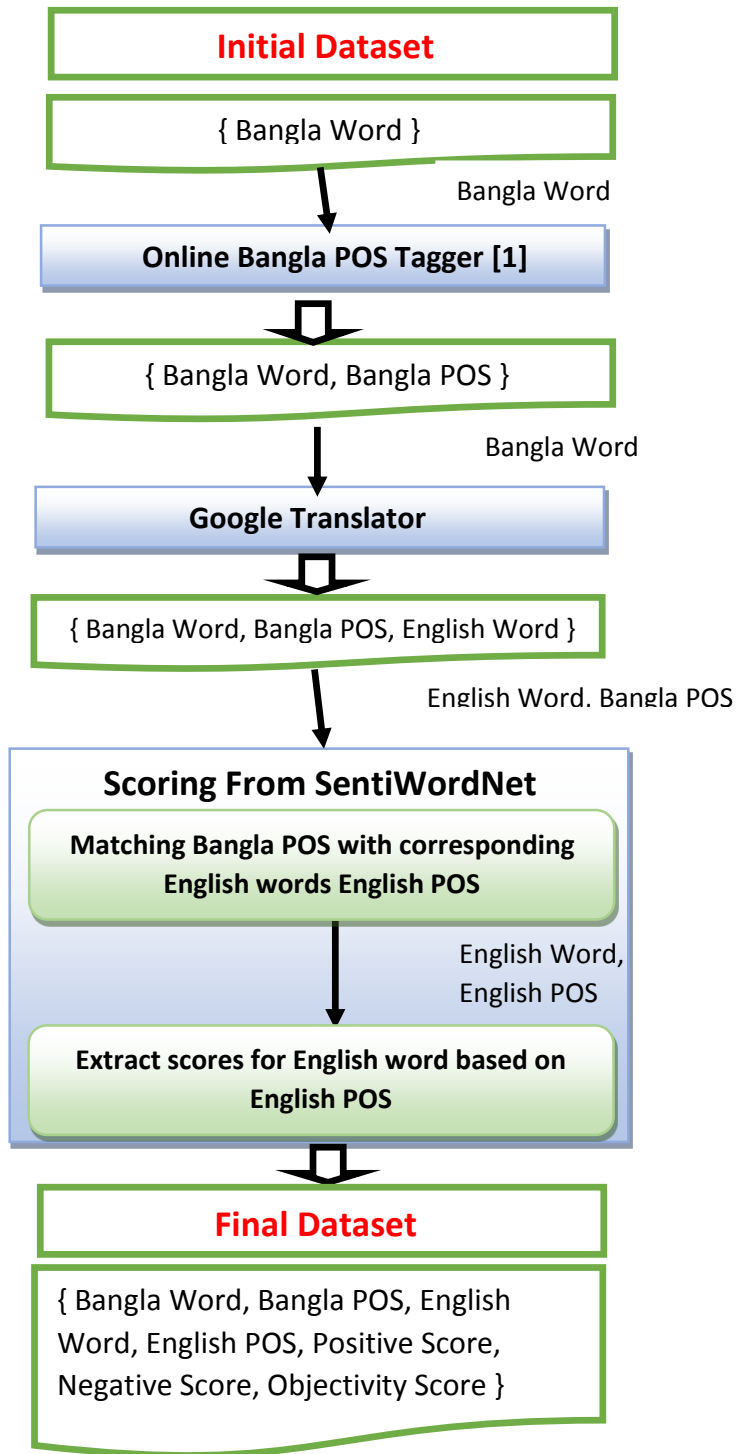 Initial Dataset
{ Bangla Word }
Bangla Word
Online Bangla POS Tagger [1]
{ Bangla Word, Bangla POS }
Bangla Word
Google Translator
{ Bangla Word, Bangla POS, English Word }
English Word, Bangla POS
Scoring From SentiWordNet
Matching Bangla POS with corresponding
English words English POS
English Word,
English POS
Extract scores for English word based on
English POS
Final Dataset
{ Bangla Word, Bangla POS, English
Word, English POS, Positive Score,
Negative Score, Objectivity Score }